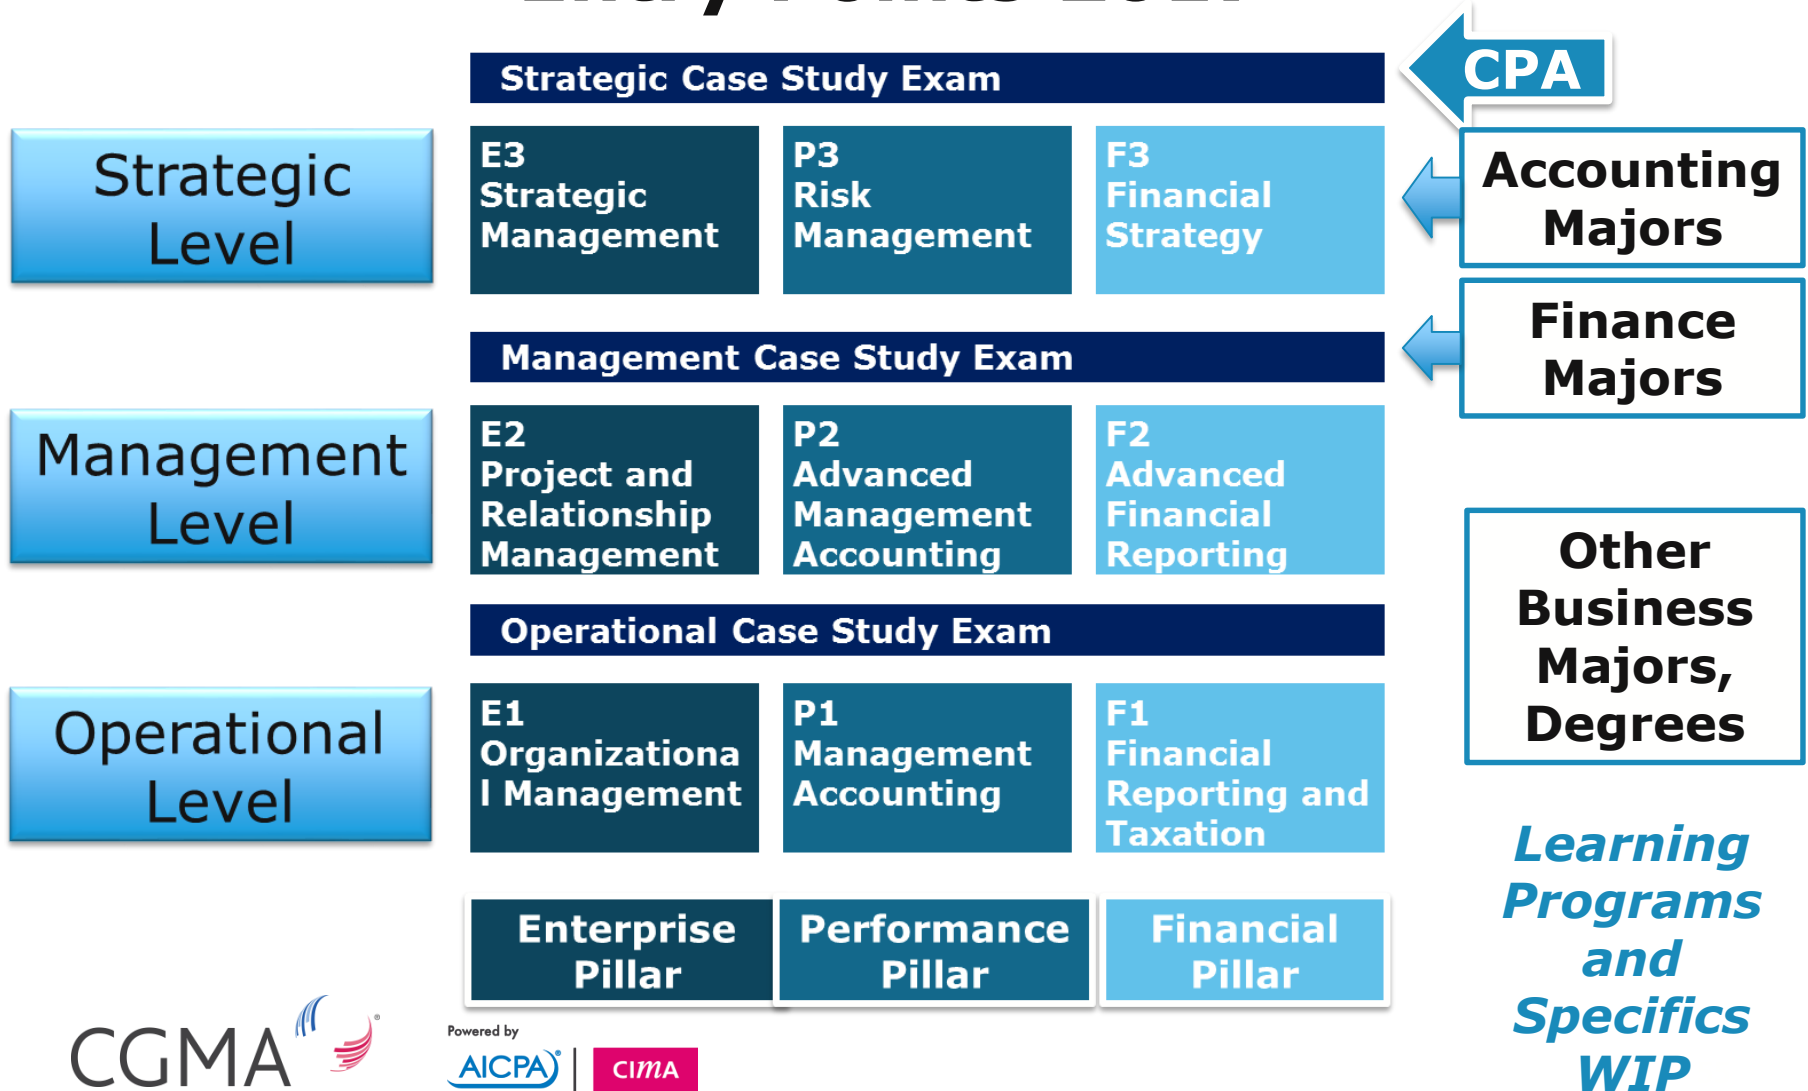 Strategic Case Study Exam
CPA
Strategic
Level
E3
Strategic
Management
P3
Risk
Management
F3
Financial
Strategy
Accounting
Majors
Finance
Majors
Management Case Study Exam
Management
Level
E2
Project and
Relationship
Management
P2
Advanced
Management
Accounting
F2
Advanced
Financial
Reporting
Other
Business
Majors,
Degrees
Operational Case Study Exam
Operational
Level
E1
Organizationa
l Management
P1
Management
Accounting
F1
Financial
Reporting and
Taxation
Learning
Programs
and
Specifics
WIP
Enterprise
Pillar
Performance
Pillar
Financial
Pillar
CGMA®
Powered by
AICPA)®
CIMA